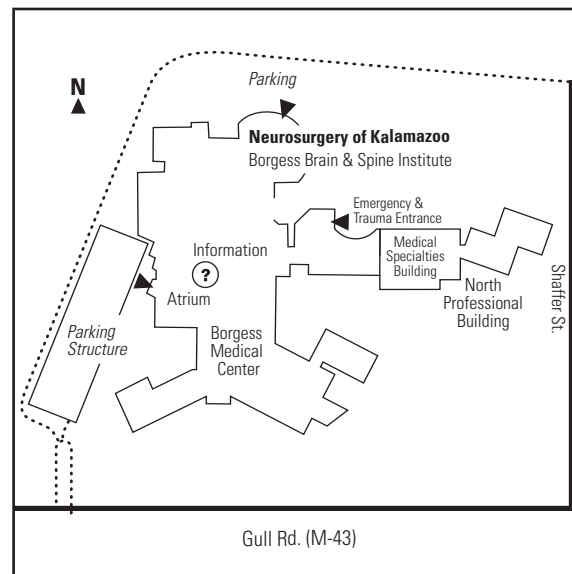 N
Parking
Neurosurgery of Kalamazoo
Borgess Brain & Spine Institute
Emergency &
Trauma Entrance
Medical
Specialties
Building
North
Professional
Building
Shaffer St.
Information
?
Atrium
Parking
Structure
Borgess
Medical
Center
Gull Rd. (M-43)